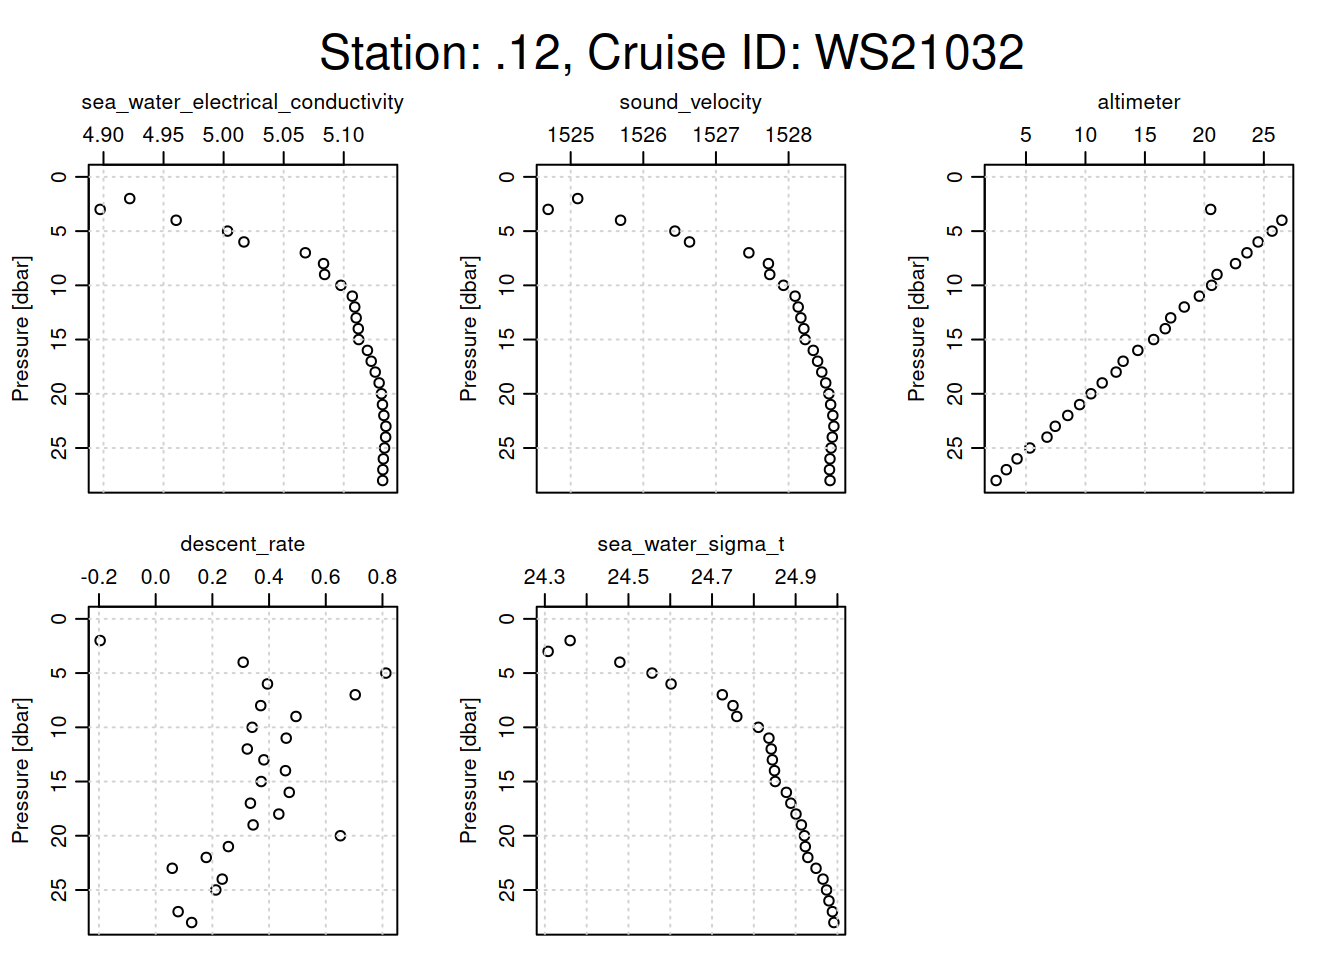 Station: .12, Cruise ID: WS21032
sea_water_electrical_conductivity
4.90 4.95 5.00 5.05 5.10
Pressure [dbar]
0
5
10
15
20
25
sound_velocity
1525 1526 1527 1528
Pressure [dbar]
0
5
10
15
20
25
altimeter
5 10 15 20 25
Pressure [dbar]
0
5
10
15
20
25
descent_rate
-0.2 0.0 0.2 0.4 0.6 0.8
Pressure [dbar]
0
5
10
15
20
25
sea_water_sigma_t
24.3 24.5 24.7 24.9
Pressure [dbar]
0
5
10
15
20
25